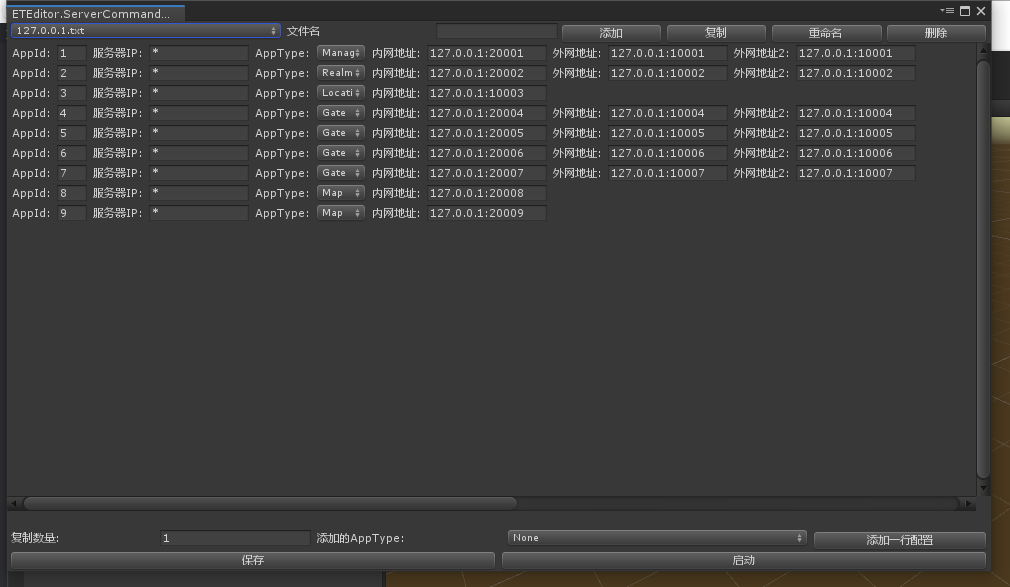 ETEditor.ServerCommand...
127.0.0.1.txt 文件名 添加 复制 重命名 删除
AppId: 1 服务器IP: * AppType: Manag 内网地址: 127.0.0.1:20001 外网地址: 127.0.0.1:10001 外网地址2: 127.0.0.1:10001
AppId: 2 服务器IP: * AppType: Realm 内网地址: 127.0.0.1:20002 外网地址: 127.0.0.1:10002 外网地址2: 127.0.0.1:10002
AppId: 3 服务器IP: * AppType: Locati 内网地址: 127.0.0.1:10003
AppId: 4 服务器IP: * AppType: Gate 内网地址: 127.0.0.1:20004 外网地址: 127.0.0.1:10004 外网地址2: 127.0.0.1:10004
AppId: 5 服务器IP: * AppType: Gate 内网地址: 127.0.0.1:20005 外网地址: 127.0.0.1:10005 外网地址2: 127.0.0.1:10005
AppId: 6 服务器IP: * AppType: Gate 内网地址: 127.0.0.1:20006 外网地址: 127.0.0.1:10006 外网地址2: 127.0.0.1:10006
AppId: 7 服务器IP: * AppType: Gate 内网地址: 127.0.0.1:20007 外网地址: 127.0.0.1:10007 外网地址2: 127.0.0.1:10007
AppId: 8 服务器IP: * AppType: Map 内网地址: 127.0.0.1:20008
AppId: 9 服务器IP: * AppType: Map 内网地址: 127.0.0.1:20009
复制数量: 1 添加的AppType: None 添加一行配置
保存 启动